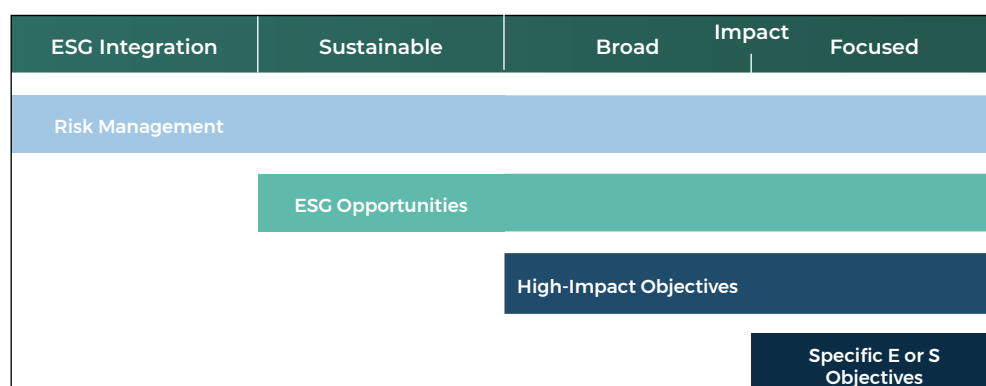 Impact
ESG Integration Sustainable Broad Focused
Risk Management
ESG Opportunities
High-Impact Objectives
Specific E or S
Objectives